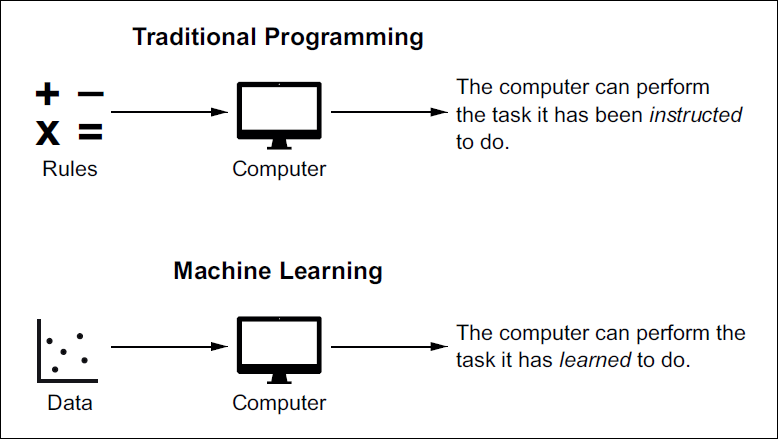 Traditional Programming
+ −
x =
Rules
Computer
The computer can perform
the task it has been instructed
to do.
Machine Learning
Data
Computer
The computer can perform the
task it has learned to do.